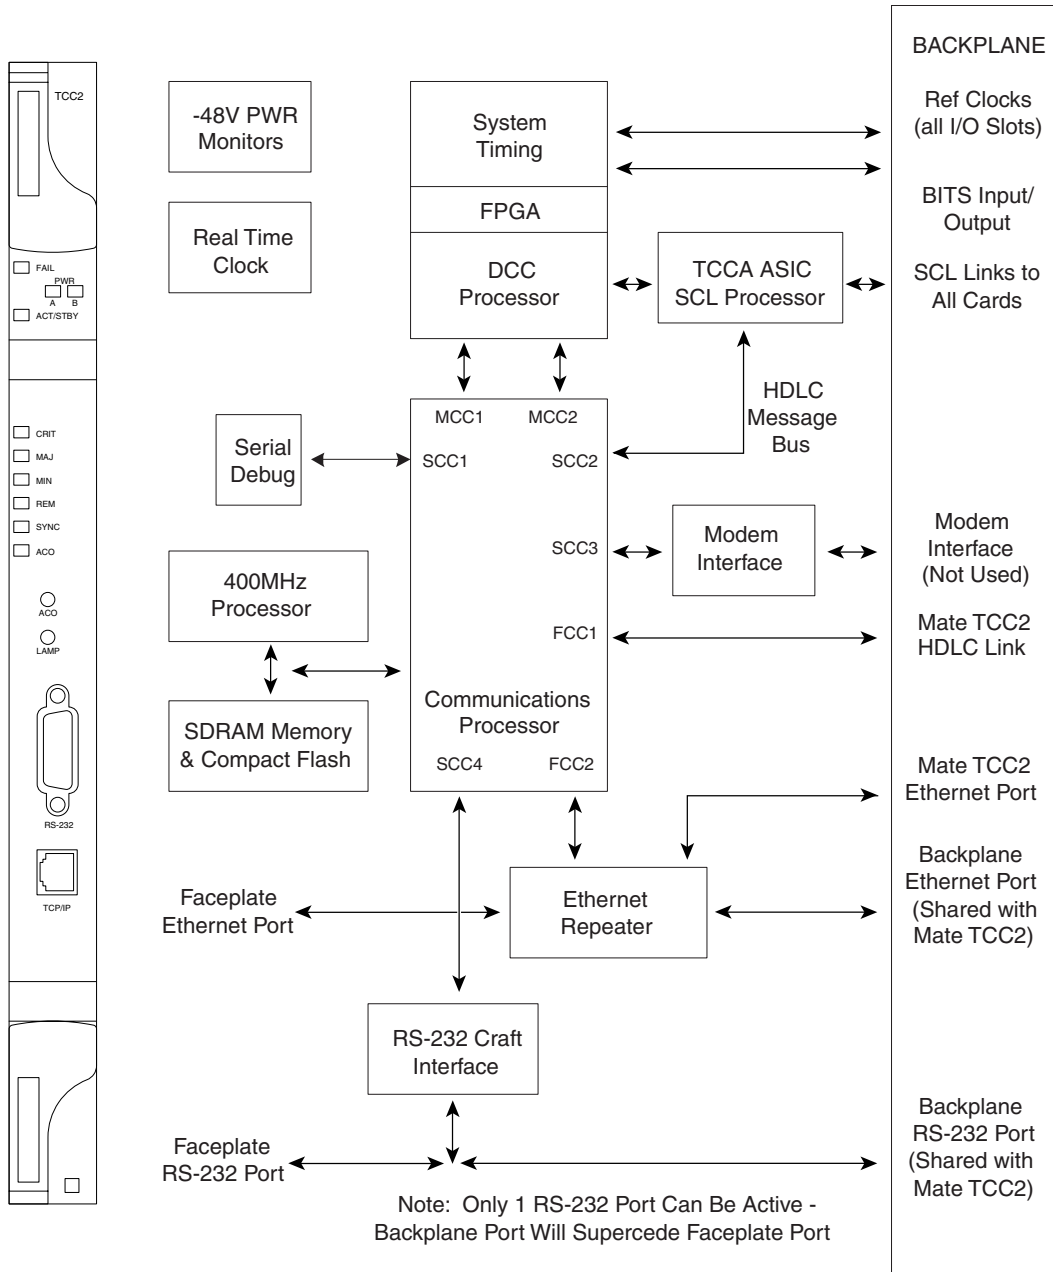 TCC2
FAIL
PWR
A B
ACT/STBY
CRIT
MAJ
MIN
REM
SYNC
ACO
ACO
LAMP
RS-232
TCP/IP
-48V PWR
Monitors
Real Time
Clock
System
Timing
FPGA
DCC
Processor
TCCA ASIC
SCL Processor
HDLC
Message
Bus
Serial
Debug
MCC1 MCC2
SCC1 SCC2
SCC3
FCC1
Communications
Processor
SCC4 FCC2
Modem
Interface
400MHz
Processor
SDRAM Memory
& Compact Flash
Faceplate
Ethernet Port
Ethernet
Repeater
RS-232 Craft
Interface
Faceplate
RS-232 Port
Note: Only 1 RS-232 Port Can Be Active -
Backplane Port Will Supercede Faceplate Port
BACKPLANE
Ref Clocks
(all I/O Slots)
BITS Input/
Output
SCL Links to
All Cards
Modem
Interface
(Not Used)
Mate TCC2
HDLC Link
Mate TCC2
Ethernet Port
Backplane
Ethernet Port
(Shared with
Mate TCC2)
Backplane
RS-232 Port
(Shared with
Mate TCC2)